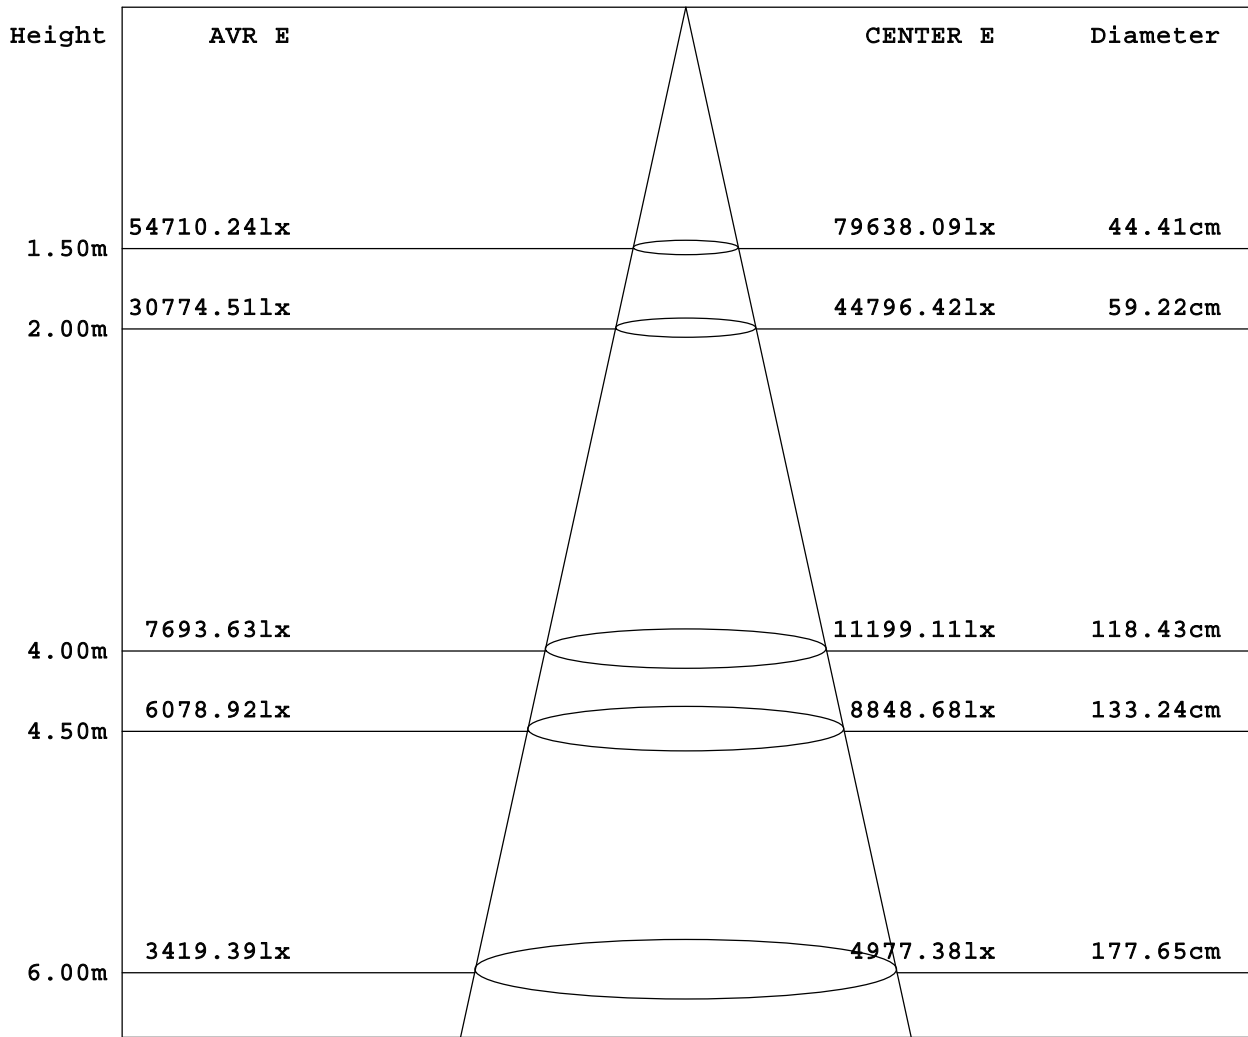 Height AVR E CENTER E Diameter
54710.24lx 79638.09lx 44.41cm
1.50m
30774.51lx 44796.42lx 59.22cm
2.00m
7693.63lx 11199.11lx 118.43cm
4.00m
6078.92lx 8848.68lx 133.24cm
4.50m
3419.39lx 4977.38lx 177.65cm
6.00m